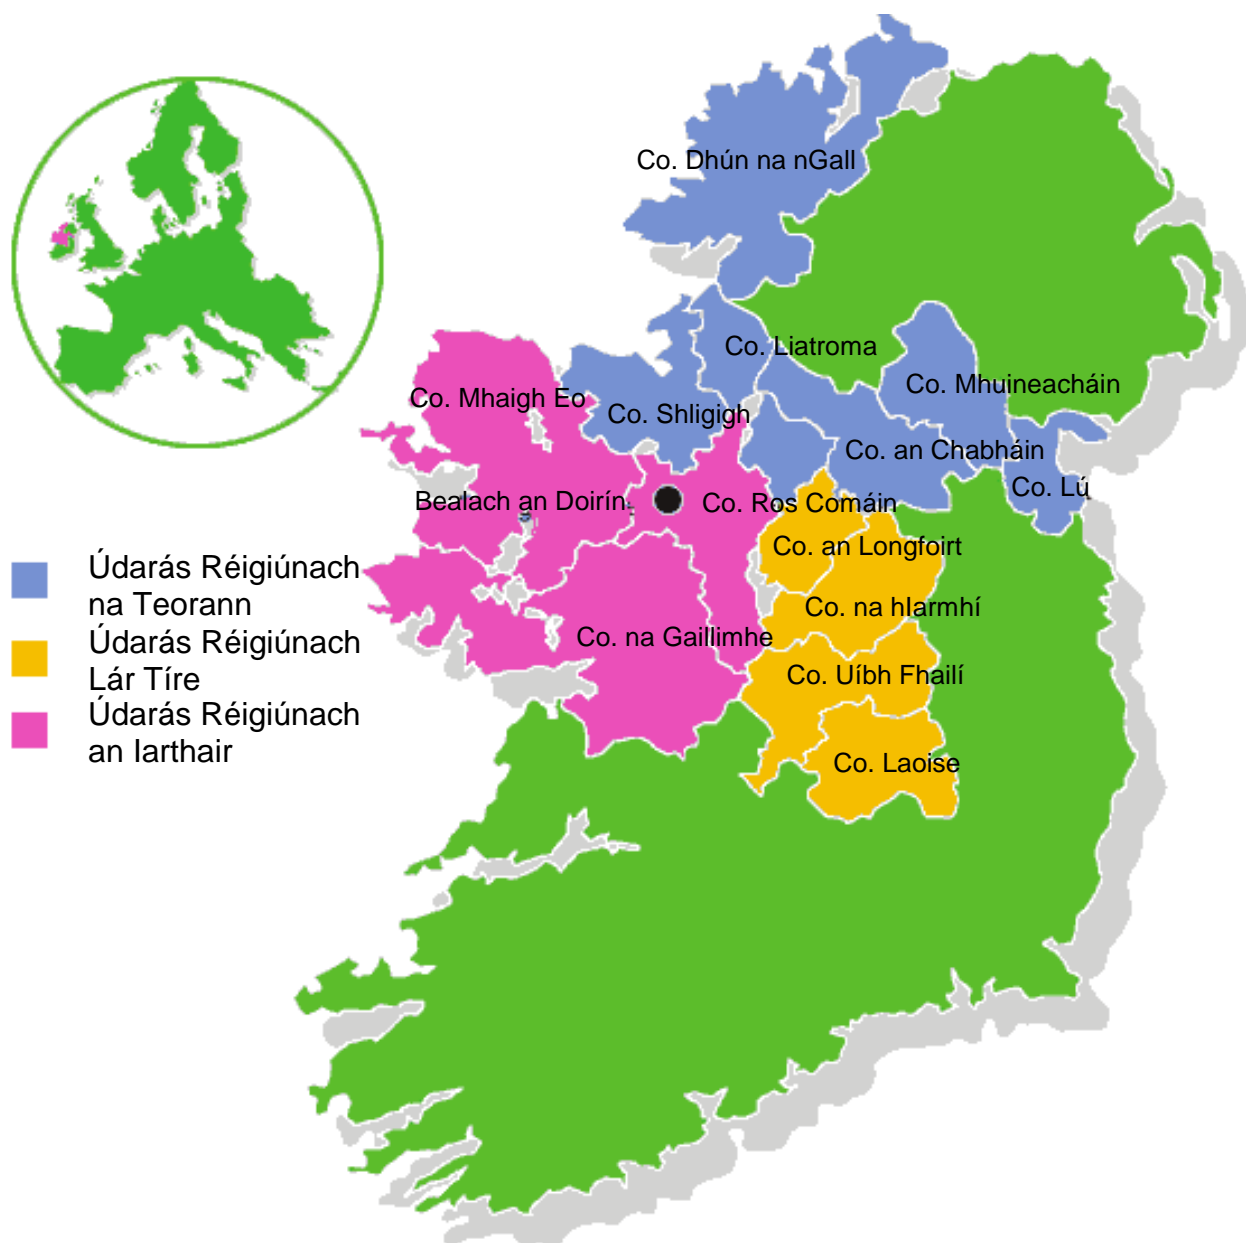 Co. Dhún na nGall
Co. Liatroma
Co. Mhuineacháin
Co. Mhaigh Eo
Co. Shligigh
Co. an Chabháin
Co. Lú
Bealach an Doirín
Co. Ros Comáin
Co. an Longfoirt
Co. na hIarmhí
Co. na Gaillimhe
Co. Uíbh Fhailí
Co. Laoise
Údarás Réigiúnach
na Teorann
Údarás Réigiúnach
Lár Tíre
Údarás Réigiúnach
an Iarthair